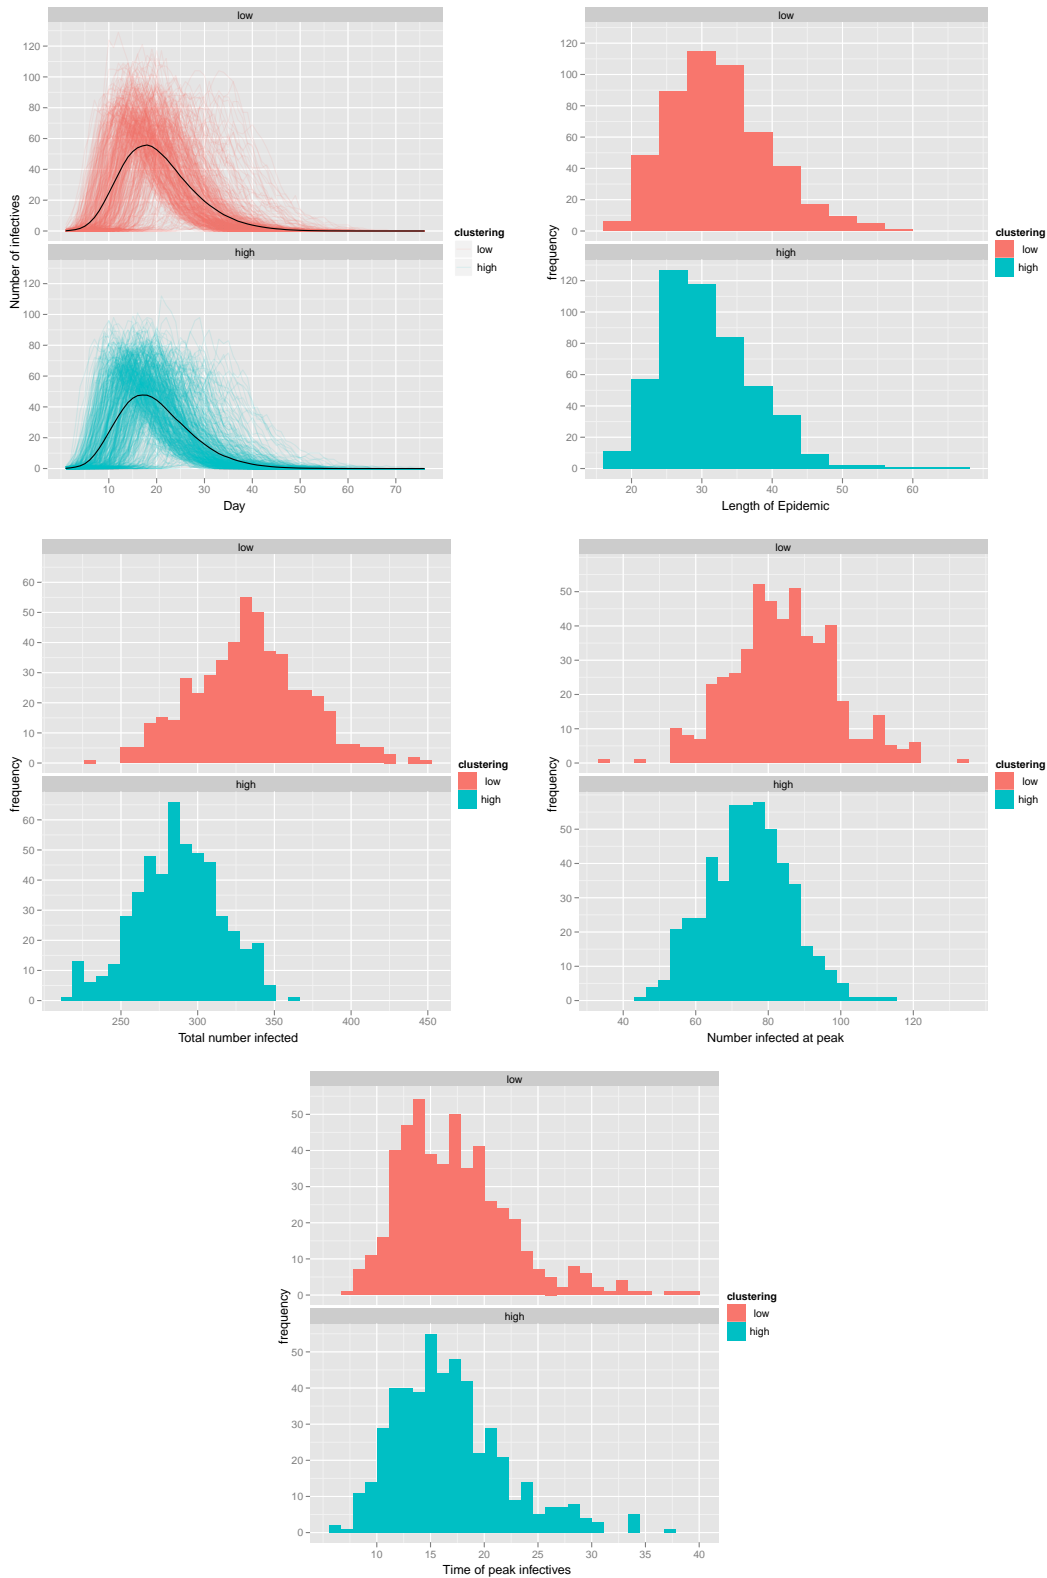 low
120
100
80
60
40
20
0
high
120
100
80
60
40
20
0
10 20 30 40 50 60 70
Day
Number of infectives
clustering
low
high
low
120
100
80
60
40
20
0
high
120
100
80
60
40
20
0
20 30 40 50 60
Length of Epidemic
frequency
clustering
low
high
low
60
50
40
30
20
10
0
high
60
50
40
30
20
10
0
250 300 350 400 450
Total number infected
frequency
clustering
low
high
low
50
40
30
20
10
0
high
50
40
30
20
10
0
40 60 80 100 120
Number infected at peak
frequency
clustering
low
high
low
50
40
30
20
10
0
high
50
40
30
20
10
0
10 15 20 25 30 35 40
Time of peak infectives
frequency
clustering
low
high